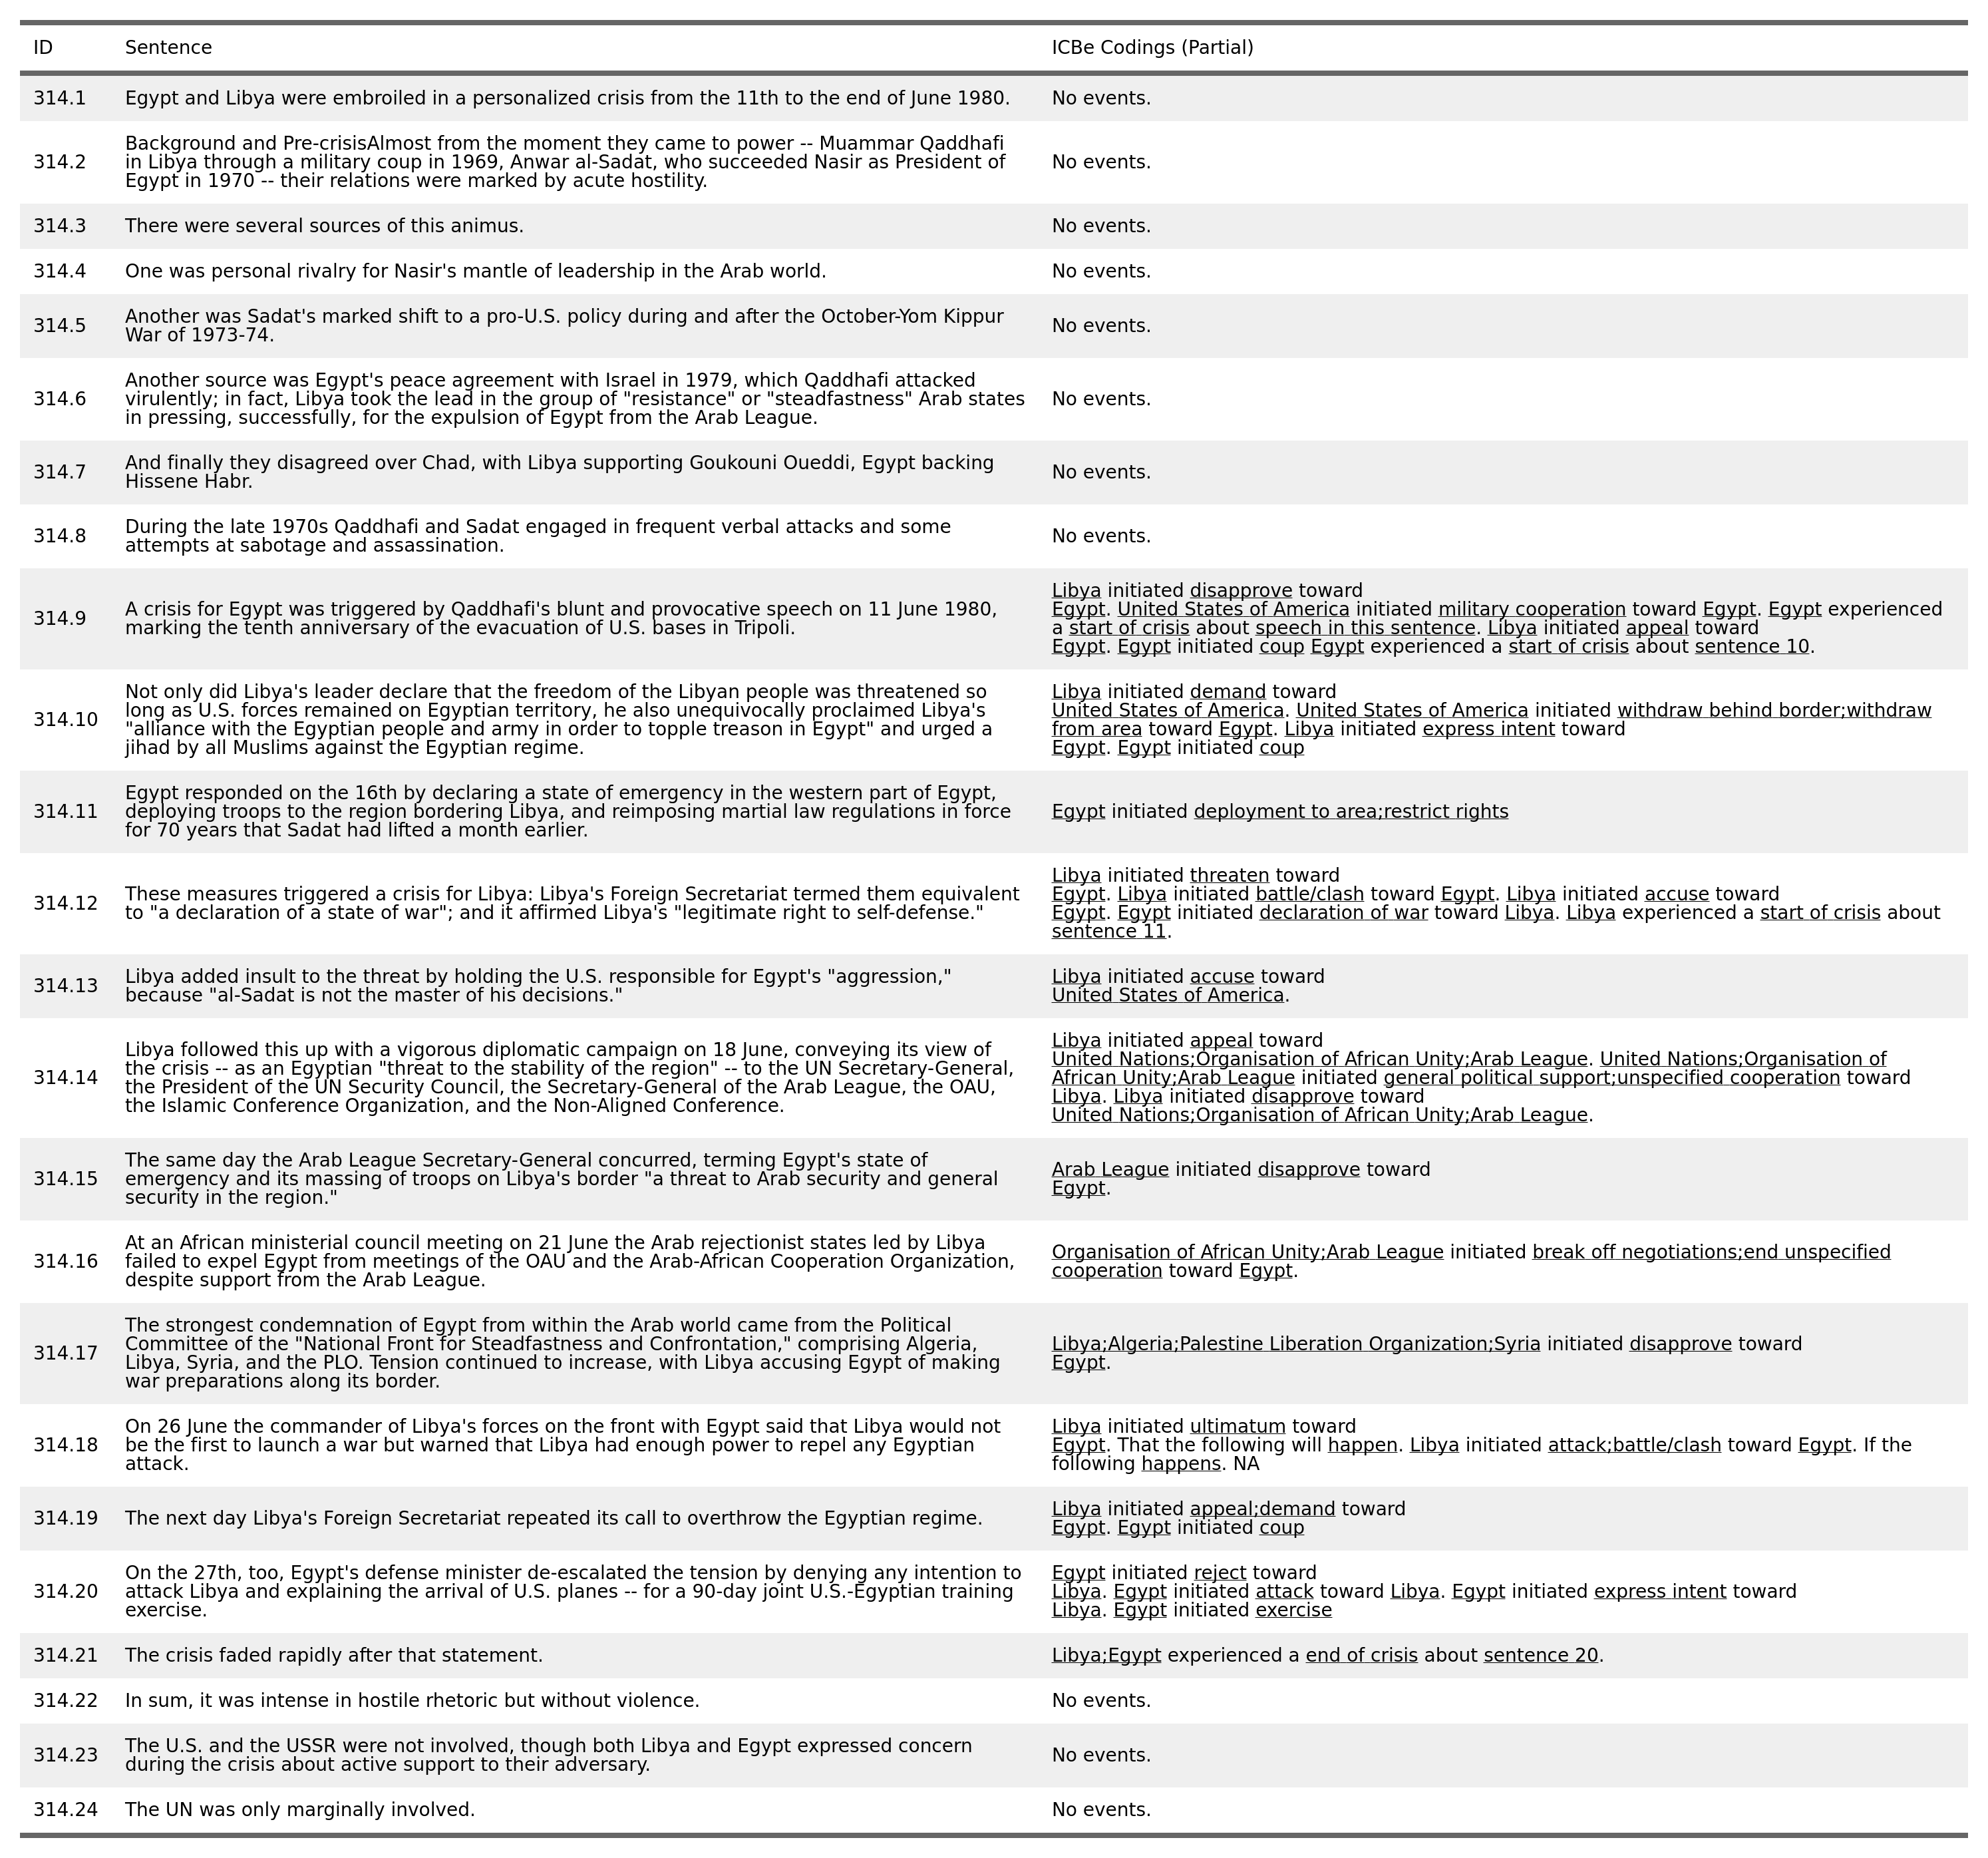 ID Sentence ICBe Codings (Partial)
314.1 Egypt and Libya were embroiled in a personalized crisis from the 11th to the end of June 1980. No events.
314.2
Background and Pre-crisisAlmost from the moment they came to power -- Muammar Qaddhafi
in Libya through a military coup in 1969, Anwar al-Sadat, who succeeded Nasir as President of
Egypt in 1970 -- their relations were marked by acute hostility.
No events.
314.3 There were several sources of this animus. No events.
314.4 One was personal rivalry for Nasir's mantle of leadership in the Arab world. No events.
314.5
Another was Sadat's marked shift to a pro-U.S. policy during and after the October-Yom Kippur
War of 1973-74.
No events.
314.6
Another source was Egypt's peace agreement with Israel in 1979, which Qaddhafi attacked
virulently; in fact, Libya took the lead in the group of "resistance" or "steadfastness" Arab states
in pressing, successfully, for the expulsion of Egypt from the Arab League.
No events.
314.7
And finally they disagreed over Chad, with Libya supporting Goukouni Oueddi, Egypt backing
Hissene Habr.
No events.
314.8
During the late 1970s Qaddhafi and Sadat engaged in frequent verbal attacks and some
attempts at sabotage and assassination.
No events.
314.9
A crisis for Egypt was triggered by Qaddhafi's blunt and provocative speech on 11 June 1980,
marking the tenth anniversary of the evacuation of U.S. bases in Tripoli.
Libya initiated disapprove toward
Egypt. United States of America initiated military cooperation toward Egypt. Egypt experienced
a start of crisis about speech in this sentence. Libya initiated appeal toward
Egypt. Egypt initiated coup Egypt experienced a start of crisis about sentence 10.
314.10
Not only did Libya's leader declare that the freedom of the Libyan people was threatened so
long as U.S. forces remained on Egyptian territory, he also unequivocally proclaimed Libya's
"alliance with the Egyptian people and army in order to topple treason in Egypt" and urged a
jihad by all Muslims against the Egyptian regime.
Libya initiated demand toward
United States of America. United States of America initiated withdraw behind border;withdraw
from area toward Egypt. Libya initiated express intent toward
Egypt. Egypt initiated coup
314.11
Egypt responded on the 16th by declaring a state of emergency in the western part of Egypt,
deploying troops to the region bordering Libya, and reimposing martial law regulations in force
for 70 years that Sadat had lifted a month earlier.
Egypt initiated deployment to area;restrict rights
314.12
These measures triggered a crisis for Libya: Libya's Foreign Secretariat termed them equivalent
to "a declaration of a state of war"; and it affirmed Libya's "legitimate right to self-defense."
Libya initiated threaten toward
Egypt. Libya initiated battle/clash toward Egypt. Libya initiated accuse toward
Egypt. Egypt initiated declaration of war toward Libya. Libya experienced a start of crisis about
sentence 11.
314.13
Libya added insult to the threat by holding the U.S. responsible for Egypt's "aggression,"
because "al-Sadat is not the master of his decisions."
Libya initiated accuse toward
United States of America.
314.14
Libya followed this up with a vigorous diplomatic campaign on 18 June, conveying its view of
the crisis -- as an Egyptian "threat to the stability of the region" -- to the UN Secretary-General,
the President of the UN Security Council, the Secretary-General of the Arab League, the OAU,
the Islamic Conference Organization, and the Non-Aligned Conference.
Libya initiated appeal toward
United Nations;Organisation of African Unity;Arab League. United Nations;Organisation of
African Unity;Arab League initiated general political support;unspecified cooperation toward
Libya. Libya initiated disapprove toward
United Nations;Organisation of African Unity;Arab League.
314.15
The same day the Arab League Secretary-General concurred, terming Egypt's state of
emergency and its massing of troops on Libya's border "a threat to Arab security and general
security in the region."
Arab League initiated disapprove toward
Egypt.
314.16
At an African ministerial council meeting on 21 June the Arab rejectionist states led by Libya
failed to expel Egypt from meetings of the OAU and the Arab-African Cooperation Organization,
despite support from the Arab League.
Organisation of African Unity;Arab League initiated break off negotiations;end unspecified
cooperation toward Egypt.
314.17
The strongest condemnation of Egypt from within the Arab world came from the Political
Committee of the "National Front for Steadfastness and Confrontation," comprising Algeria,
Libya, Syria, and the PLO. Tension continued to increase, with Libya accusing Egypt of making
war preparations along its border.
Libya;Algeria;Palestine Liberation Organization;Syria initiated disapprove toward
Egypt.
314.18
On 26 June the commander of Libya's forces on the front with Egypt said that Libya would not
be the first to launch a war but warned that Libya had enough power to repel any Egyptian
attack.
Libya initiated ultimatum toward
Egypt. That the following will happen. Libya initiated attack;battle/clash toward Egypt. If the
following happens. NA
314.19 The next day Libya's Foreign Secretariat repeated its call to overthrow the Egyptian regime.
Libya initiated appeal;demand toward
Egypt. Egypt initiated coup
314.20
On the 27th, too, Egypt's defense minister de-escalated the tension by denying any intention to
attack Libya and explaining the arrival of U.S. planes -- for a 90-day joint U.S.-Egyptian training
exercise.
Egypt initiated reject toward
Libya. Egypt initiated attack toward Libya. Egypt initiated express intent toward
Libya. Egypt initiated exercise
314.21 The crisis faded rapidly after that statement. Libya;Egypt experienced a end of crisis about sentence 20.
314.22 In sum, it was intense in hostile rhetoric but without violence. No events.
314.23
The U.S. and the USSR were not involved, though both Libya and Egypt expressed concern
during the crisis about active support to their adversary.
No events.
314.24 The UN was only marginally involved. No events.